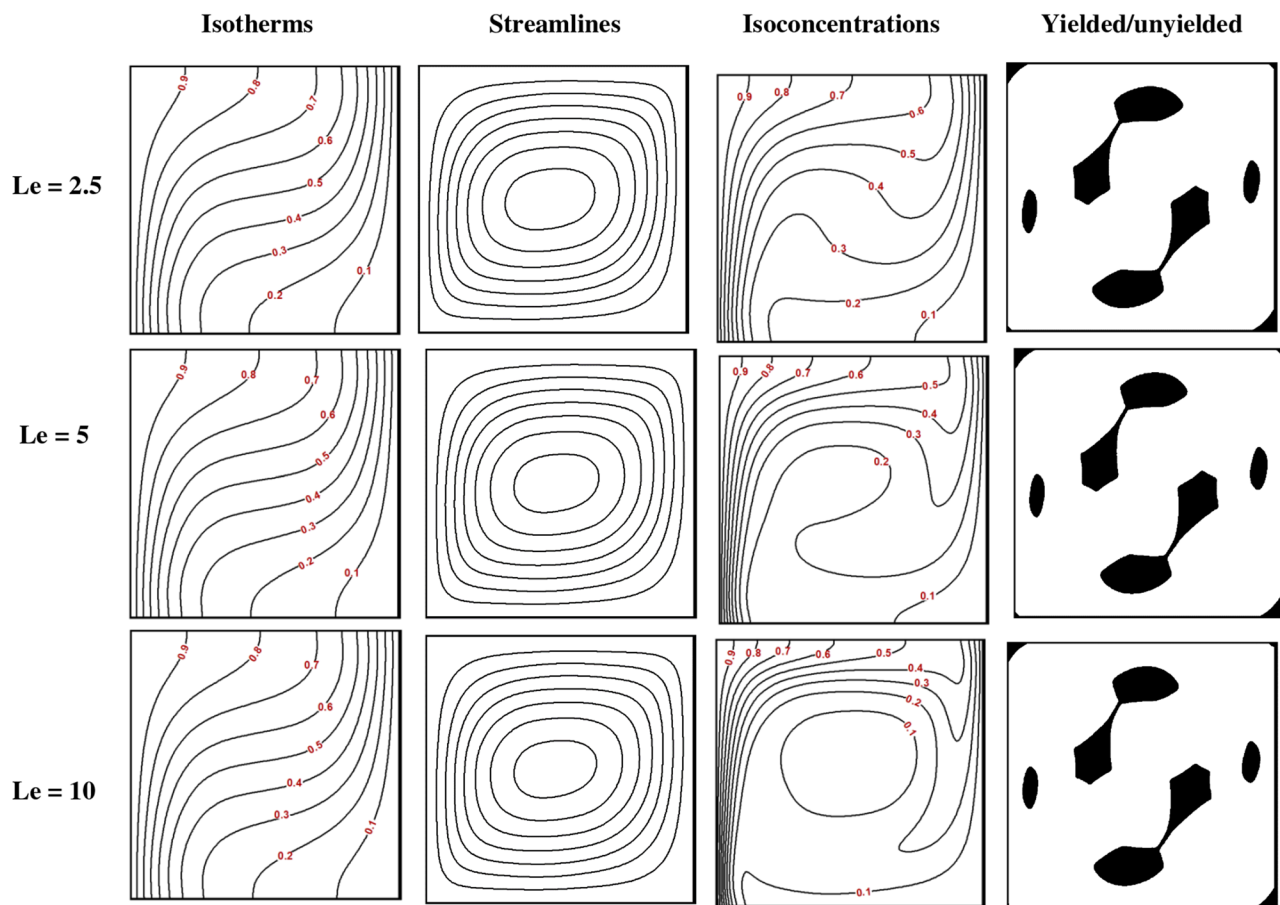 Isotherms Streamlines Isoconcentrations Yielded/unyielded
Le = 2.5
0.9 0.8 0.7 0.6 0.5 0.4 0.3 0.2 0.1
0.9 0.8 0.7 0.6 0.5 0.4 0.3 0.2 0.1
Le = 5
0.9 0.8 0.7 0.6 0.5 0.4 0.3 0.2 0.1
0.9 0.8 0.7 0.6 0.5 0.4 0.3 0.2 0.1
Le = 10
0.9 0.8 0.7 0.6 0.5 0.4 0.3 0.2 0.1
0.9 0.8 0.7 0.6 0.5 0.4 0.3 0.2 0.1 0.1